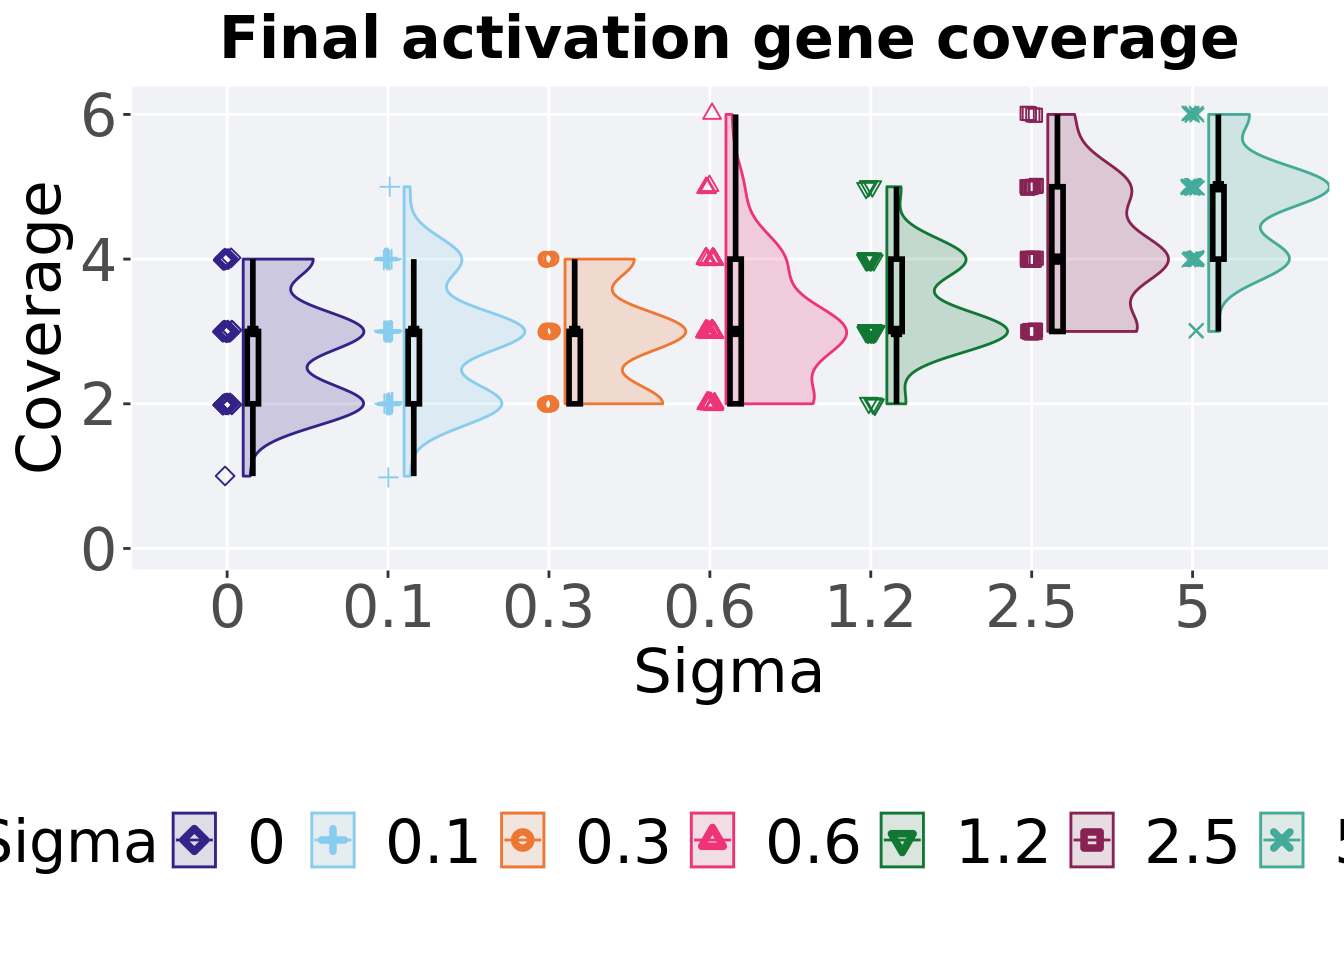 Final activation gene coverage
Coverage
6
4
2
0
0 0.1 0.3 0.6 1.2 2.5 5
Sigma
Sigma 0 0.1 0.3 0.6 1.2 2.5 5